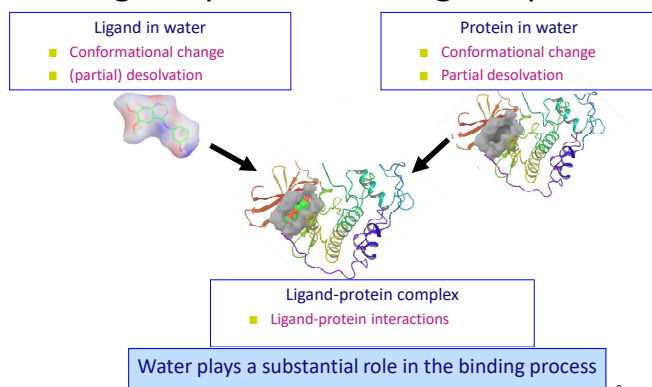 Ligand in water
Conformational change
(partial) desolvation
Protein in water
Conformational change
Partial desolvation
Ligand-protein complex
Ligand-protein interactions
Water plays a substantial role in the binding process